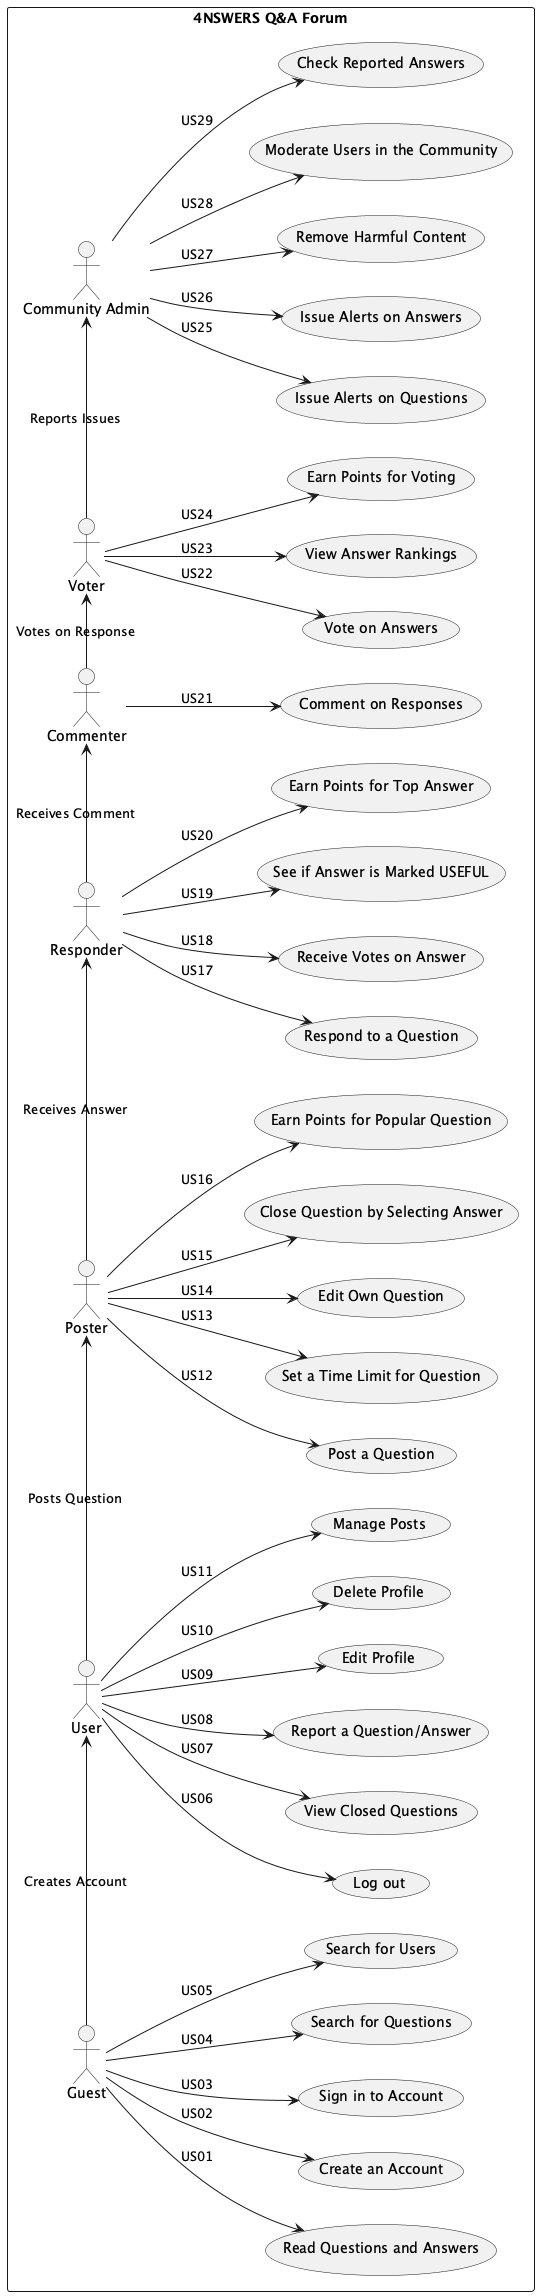 4NSWERS Q&A Forum
Check Reported Answers
US29
Moderate Users in the Community
US28
Remove Harmful Content
US27
US26
Community Admin
Issue Alerts on Answers
US25
Issue Alerts on Questions
Reports Issues
Earn Points for Voting
US24
US23
View Answer Rankings
US22
Voter
Vote on Answers
Votes on Response
US21
Comment on Responses
Commenter
Earn Points for Top Answer
Receives Comment
US20
See if Answer is Marked USEFUL
US19
US18
Responder
Receive Votes on Answer
US17
Respond to a Question
Receives Answer
Earn Points for Popular Question
US16
Close Question by Selecting Answer
US15
US14
Edit Own Question
US13
Poster
Set a Time Limit for Question
US12
Post a Question
Posts Question
Manage Posts
US11
Delete Profile
US10
Edit Profile
US09
US08
User
Report a Question/Answer
US07
US06
View Closed Questions
Creates Account
Log out
Search for Users
US05
Search for Questions
US04
US03
Guest
Sign in to Account
US02
US01
Create an Account
Read Questions and Answers